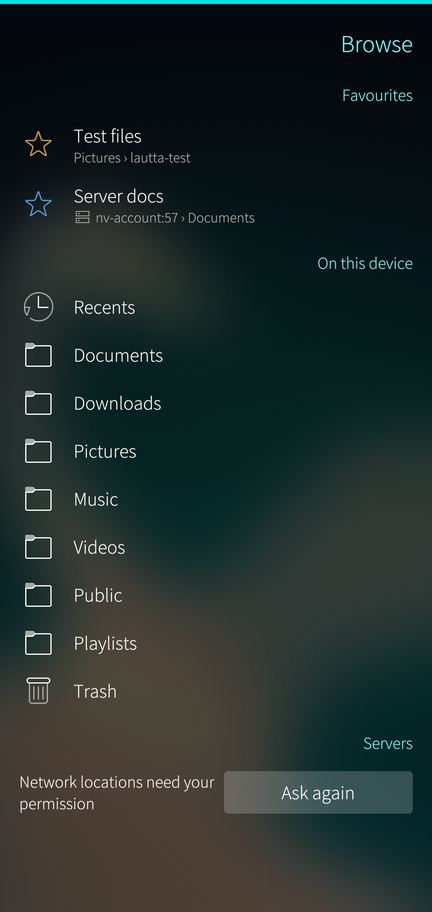 Browse
Favourites
Test files
Pictures › lautta-test
Server docs
nv-account:57 › Documents
On this device
Recents
Documents
Downloads
Pictures
Music
Videos
Public
Playlists
Trash
Servers
Network locations need your
permission
Ask again